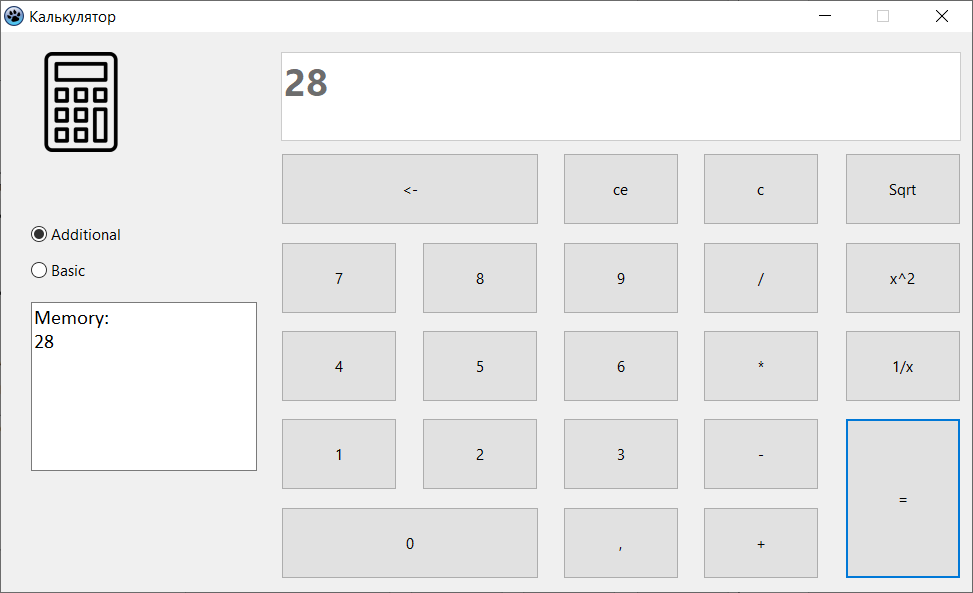 Калькулятор
28
<- ce c Sqrt
Additional
7 8 9 / x^2
Basic
Memory:
28
4 5 6 * 1/x
1 2 3 -
=
0 , +